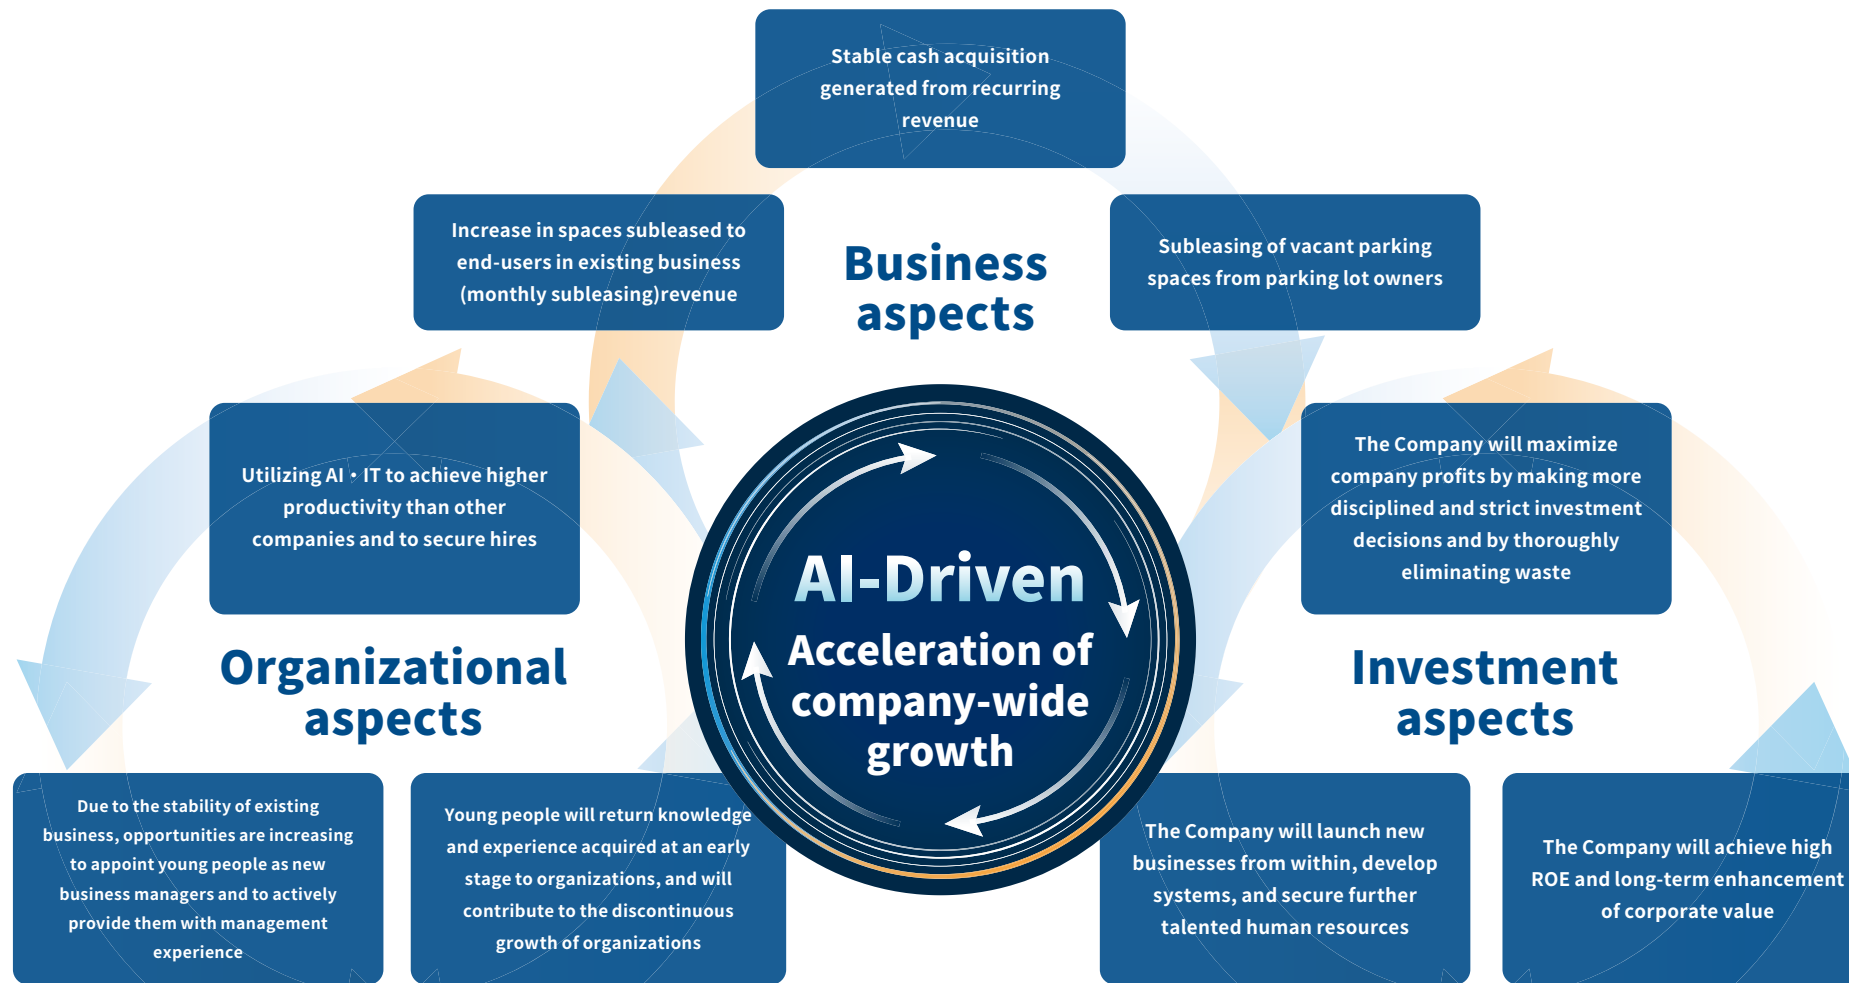 Stable cash acquisition
generated from recurring
revenue
Increase in spaces subleased to
end-users in existing business
(monthly subleasing)revenue
Business
aspects
Subleasing of vacant parking
spaces from parking lot owners
Utilizing AI・IT to achieve higher
productivity than other
companies and to secure hires
Organizational
aspects
Due to the stability of existing
business, opportunities are increasing
to appoint young people as new
business managers and to actively
provide them with management
experience
Young people will return knowledge
and experience acquired at an early
stage to organizations, and will
contribute to the discontinuous
growth of organizations
AI-Driven
Acceleration of
company-wide
growth
The Company will maximize
company profits by making more
disciplined and strict investment
decisions and by thoroughly
eliminating waste
Investment
aspects
The Company will launch new
businesses from within, develop
systems, and secure further
talented human resources
The Company will achieve high
ROE and long-term enhancement
of corporate value